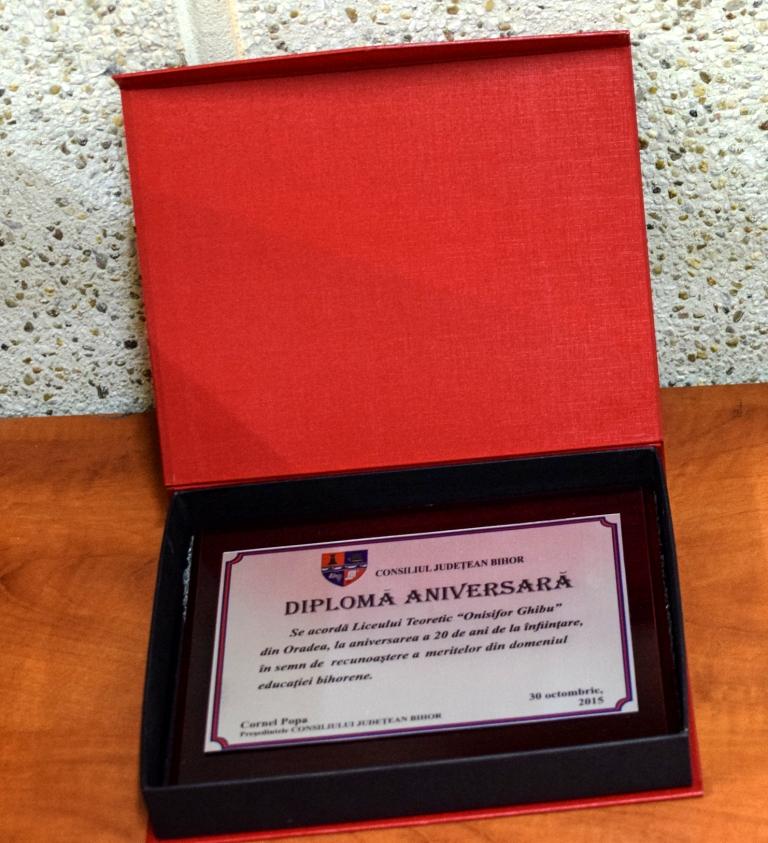 CONSILIUL JUDEȚEAN BIHOR
DIPLOMĂ ANIVERSARĂ
Se acordă Liceului Teoretic "Onisifor Ghibu"
din Oradea, la aniversarea a 20 de ani de la înființare,
în semn de recunoaștere a meritelor din domeniul
educației bihorene.
30 octombrie,
2015
Cornel Popa
Președintele CONSILIULUI JUDEȚEAN BIHOR